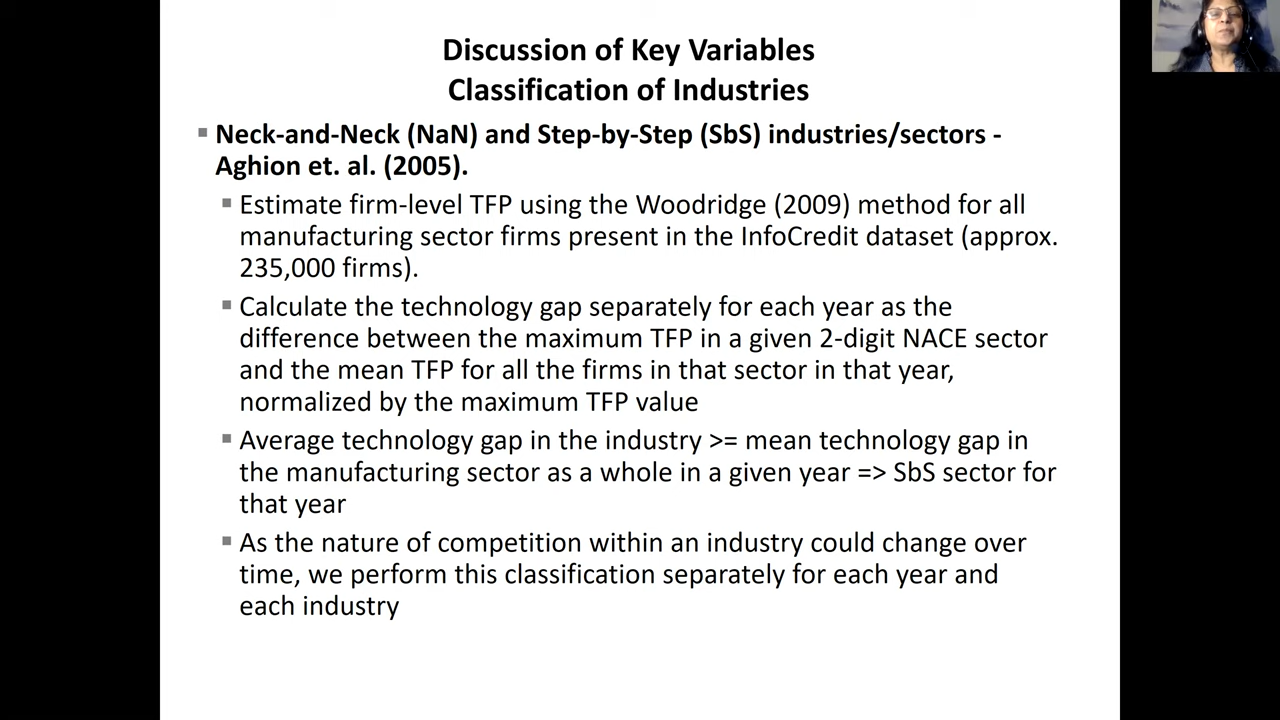 Discussion of Key Variables
Classification of Industries
▪ Neck-and-Neck (NaN) and Step-by-Step (SbS) industries/sectors -
Aghion et. al. (2005).
▪ Estimate firm-level TFP using the Woodridge (2009) method for all
manufacturing sector firms present in the InfoCredit dataset (approx.
235,000 firms).
▪ Calculate the technology gap separately for each year as the
difference between the maximum TFP in a given 2-digit NACE sector
and the mean TFP for all the firms in that sector in that year,
normalized by the maximum TFP value
▪ Average technology gap in the industry >= mean technology gap in
the manufacturing sector as a whole in a given year => SbS sector for
that year
▪ As the nature of competition within an industry could change over
time, we perform this classification separately for each year and
each industry